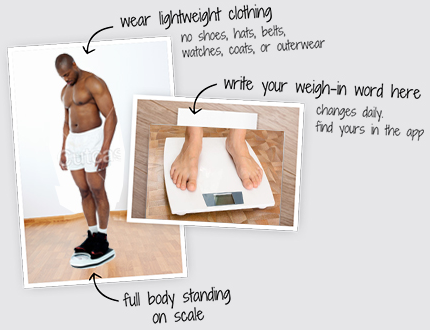 wear lightweight clothing
no shoes, hats, belts,
watches, coats, or outerwear
write your weigh-in word here
changes daily.
find yours in the app
full body standing
on scale